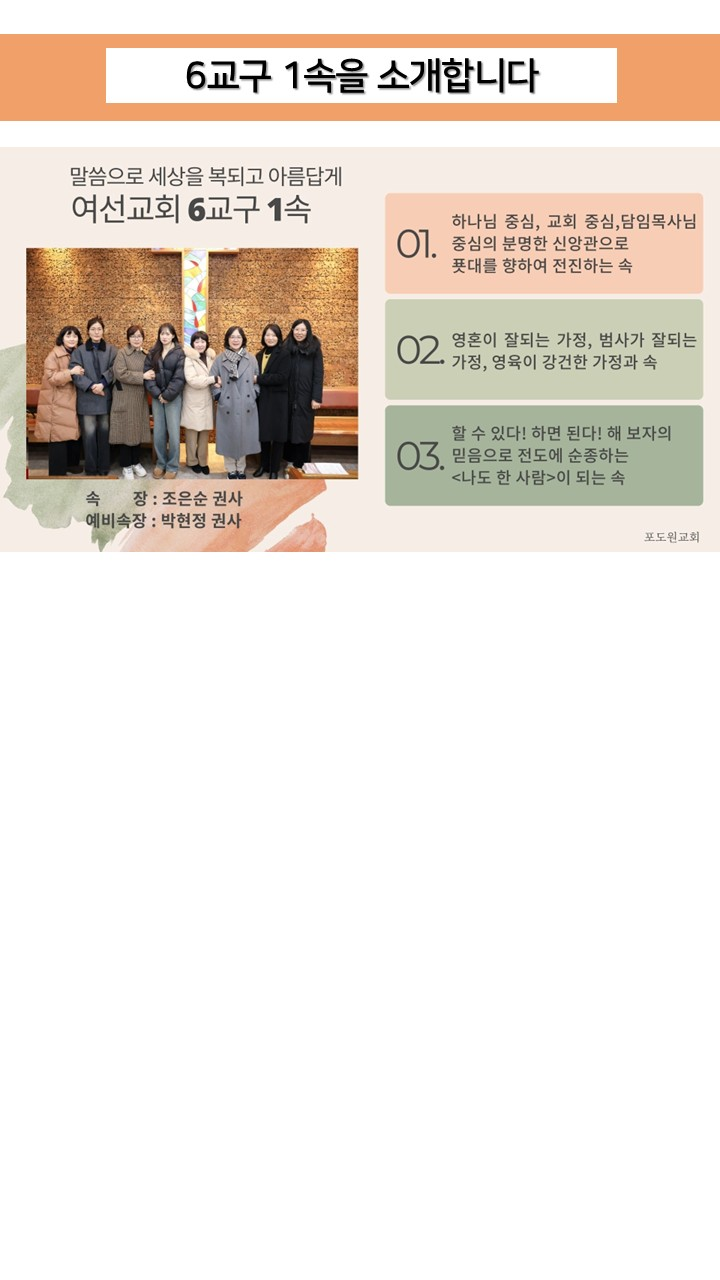 6교구 1속을 소개합니다
말씀으로 세상을 복되고 아름답게
여선교회 6교구 1속
속 장 : 조은순 권사
예비속장 : 박현정 권사
01.
하나님 중심, 교회 중심,담임목사님
중심의 분명한 신앙관으로
푯대를 향하여 전진하는 속
02.
영혼이 잘되는 가정, 범사가 잘되는
가정, 영육이 강건한 가정과 속
03.
할 수 있다! 하면 된다! 해 보자의
믿음으로 전도에 순종하는
<나도 한 사람>이 되는 속
포도원교회